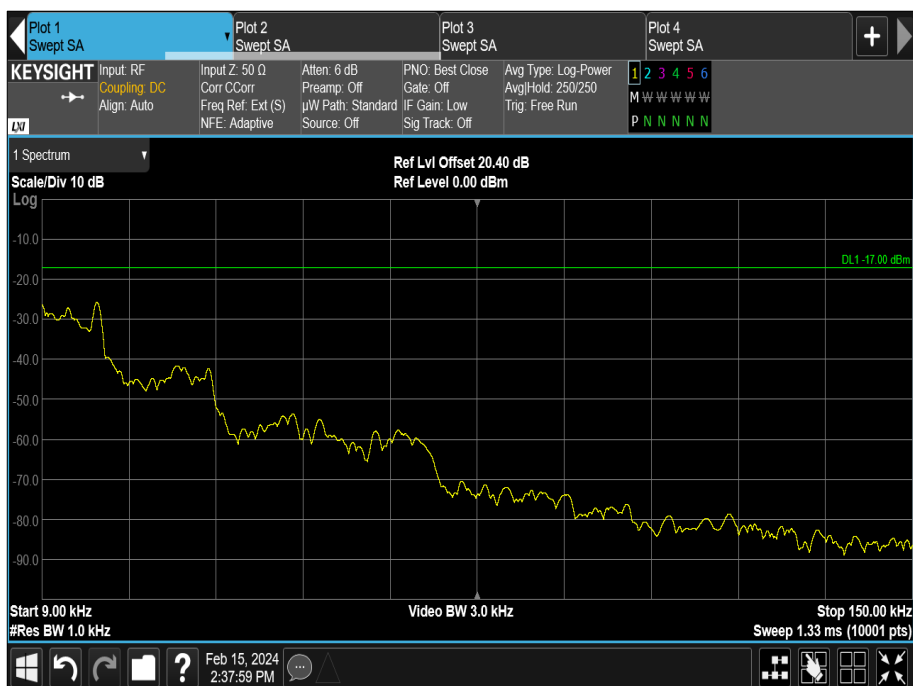 Plot 1
Swept SA
Plot 2
Swept SA
Plot 3
Swept SA
Plot 4
Swept SA
+
KEYSIGHT
LXI
Input: RF
Coupling: DC
Align: Auto
Input Z: 50 Ω
Corr CCorr
Freq Ref: Ext (S)
NFE: Adaptive
Atten: 6 dB
Preamp: Off
µW Path: Standard
Source: Off
PNO: Best Close
Gate: Off
IF Gain: Low
Sig Track: Off
Avg Type: Log-Power
Avg|Hold: 250/250
Trig: Free Run
1 2 3 4 5 6
M W W W W W
P N N N N N
1 Spectrum
Scale/Div 10 dB
Ref Lvl Offset 20.40 dB
Ref Level 0.00 dBm
Log
-10.0
DL1 -17.00 dBm
-20.0
-30.0
-40.0
-50.0
-60.0
-70.0
-80.0
-90.0
Start 9.00 kHz
Video BW 3.0 kHz
Stop 150.00 kHz
#Res BW 1.0 kHz
Sweep 1.33 ms (10001 pts)
?
Feb 15, 2024
2:37:59 PM